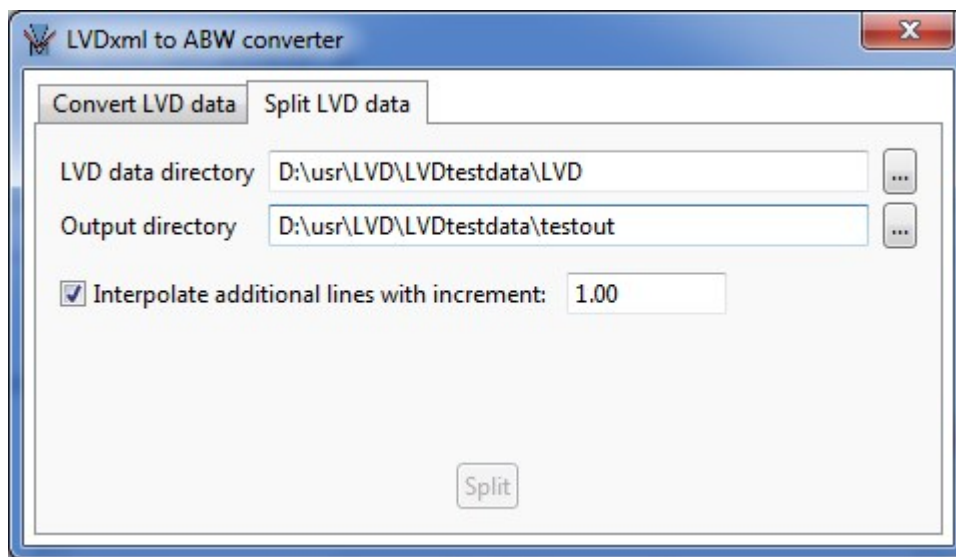 LVDxml to ABW converter
Convert LVD data Split LVD data
LVD data directory D:\usr\LVD\LVDtestdata\LVD ...
Output directory D:\usr\LVD\LVDtestdata\testout ...
Interpolate additional lines with increment: 1.00
Split